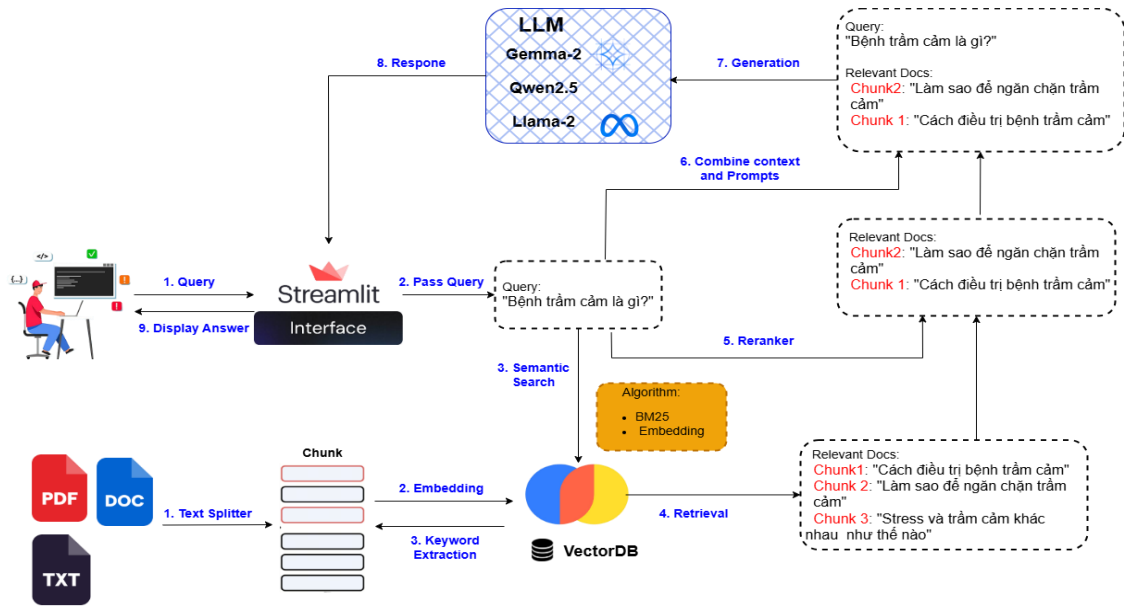 LLM
Gemma-2
Qwen2.5
Llama-2
8. Respone
7. Generation
Query:
"Bệnh trầm cảm là gì?"
Relevant Docs:
Chunk2: "Làm sao để ngăn chặn trầm
cảm"
Chunk 1: "Cách điều trị bệnh trầm cảm"
6. Combine context
and Prompts
Relevant Docs:
Chunk2: "Làm sao để ngăn chặn trầm
cảm"
Chunk 1: "Cách điều trị bệnh trầm cảm"
</>
{...}
1. Query
9. Display Answer
Streamlit
Interface
2. Pass Query
Query:
"Bệnh trầm cảm là gì?"
5. Reranker
3. Semantic
Search
Algorithm:
• BM25
• Embedding
PDF
DOC
TXT
1. Text Splitter
Chunk
2. Embedding
3. Keyword
Extraction
VectorDB
4. Retrieval
Relevant Docs:
Chunk1: "Cách điều trị bệnh trầm cảm"
Chunk 2: "Làm sao để ngăn chặn trầm
cảm"
Chunk 3: "Stress và trầm cảm khác
nhau như thế nào"